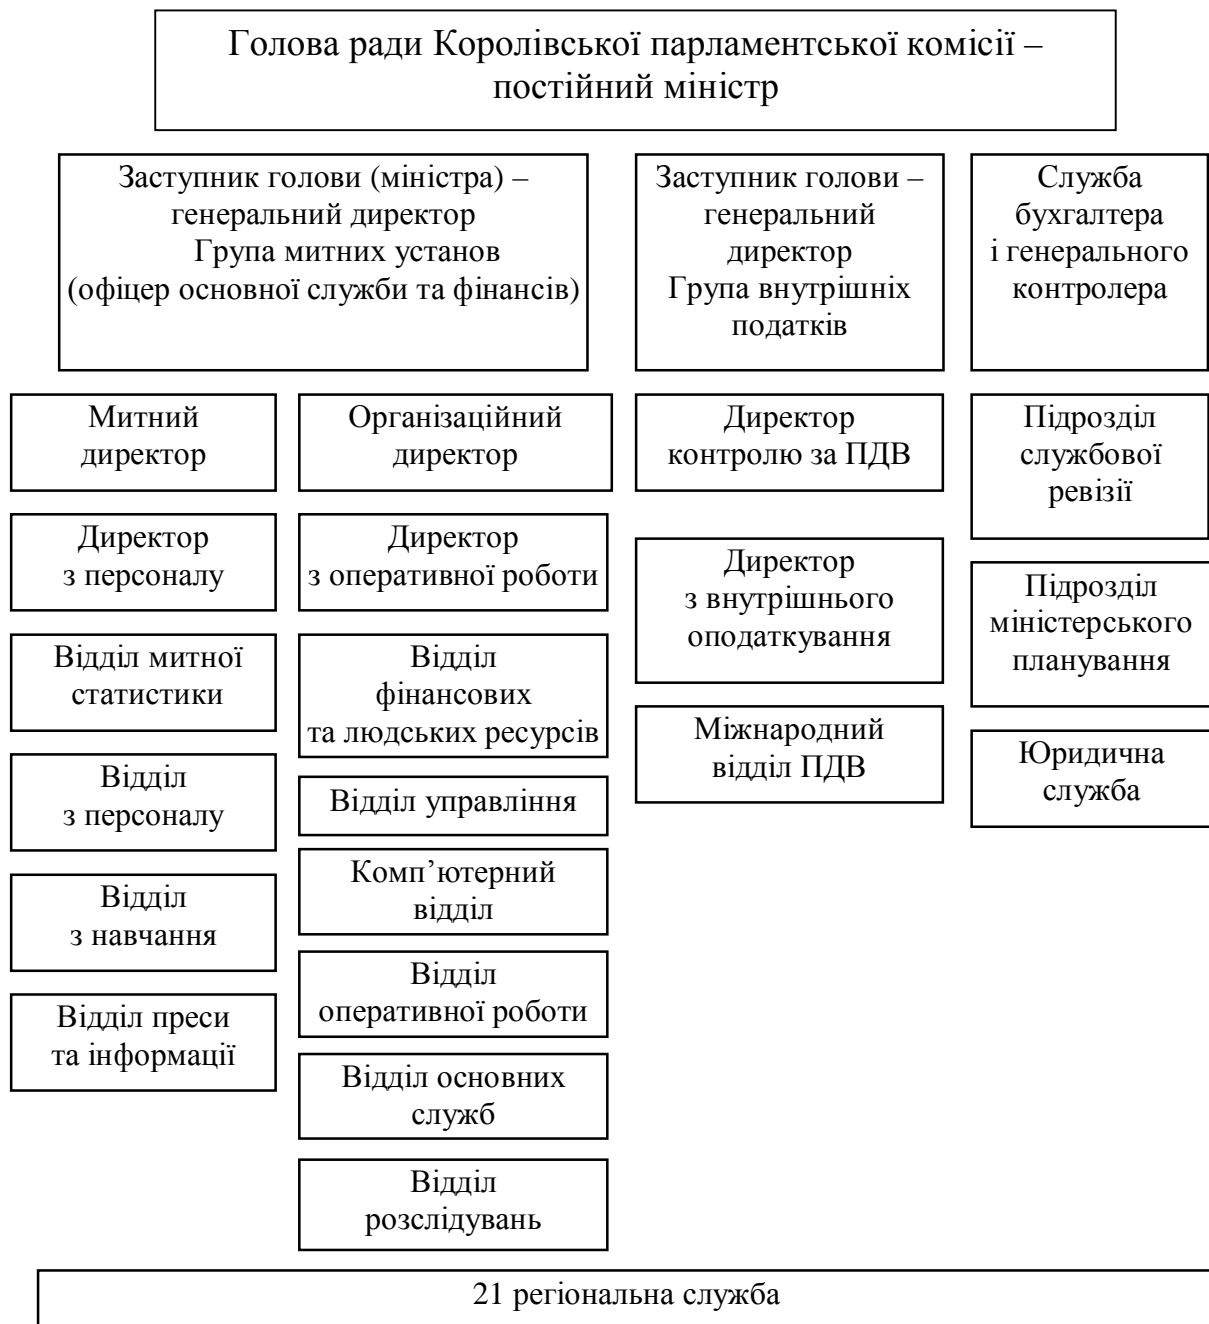 Голова ради Королівської парламентської комісії –
постійний міністр
Заступник голови (міністра) –
генеральний директор
Група митних установ
(офіцер основної служби та фінансів)
Заступник голови –
генеральний
директор
Група внутрішніх
податків
Служба
бухгалтера
і генерального
контролера
Митний
директор
Директор
з персоналу
Відділ митної
статистики
Відділ
з персоналу
Відділ
з навчання
Відділ преси
та інформації
Організаційний
директор
Директор
з оперативної роботи
Відділ
фінансових
та людських ресурсів
Відділ управління
Комп’ютерний
відділ
Відділ
оперативної роботи
Відділ основних
служб
Відділ
розслідувань
Директор
контролю за ПДВ
Директор
з внутрішнього
оподаткування
Міжнародний
відділ ПДВ
Підрозділ
службової
ревізії
Підрозділ
міністерського
планування
Юридична
служба
21 регіональна служба